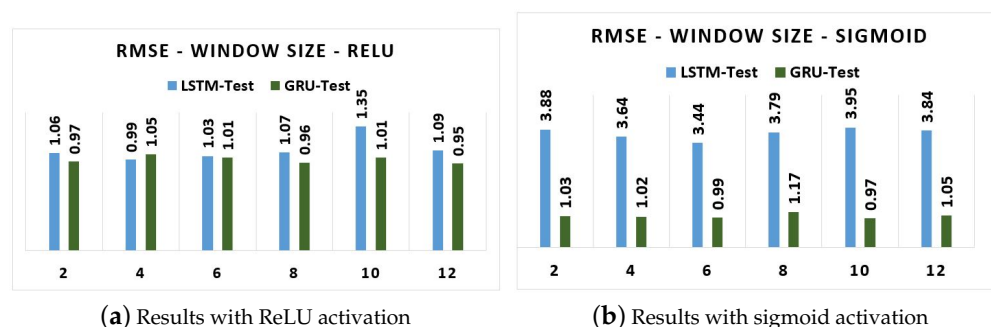 RMSE - WINDOW SIZE - RELU
LSTM-Test GRU-Test
1.06 0.97 0.99 1.05 1.03 1.01 1.07 0.96 1.35 1.01 1.09 0.95
2 4 6 8 10 12
(a) Results with ReLU activation
RMSE - WINDOW SIZE - SIGMOID
LSTM-Test GRU-Test
3.88 1.03 3.64 1.02 3.44 0.99 3.79 1.17 3.95 0.97 3.84 1.05
2 4 6 8 10 12
(b) Results with sigmoid activation